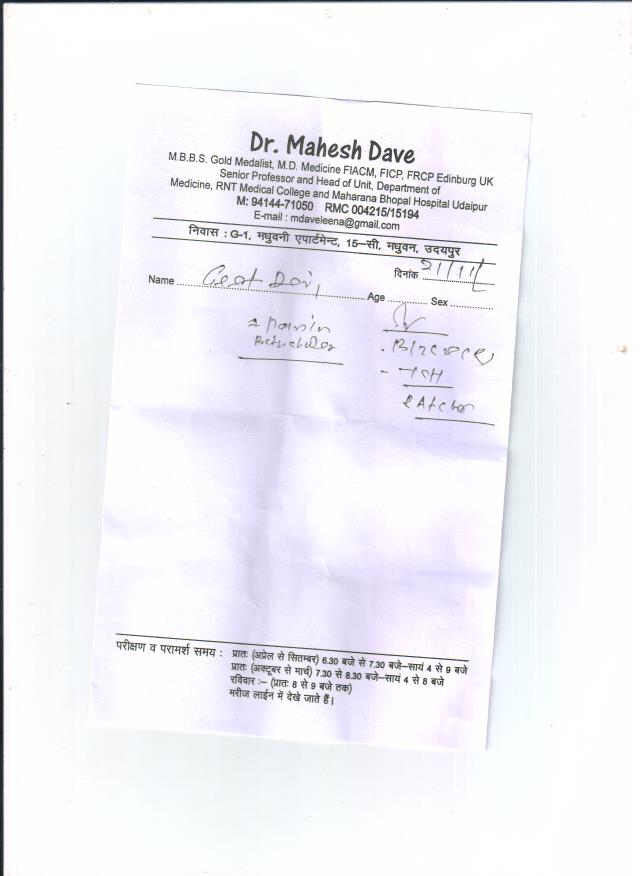 Dr. Mahesh Dave
M.B.B.S. Gold Medalist, M.D. Medicine FIACM, FICP, FRCP Edinburg UK
Senior Professor and Head of Unit, Department of
Medicine, RNT Medical College and Maharana Bhopal Hospital Udaipur
M: 94144-71050 RMC 004215/15194
E-mail : mdaveleena@gmail.com
निवास : G-1, मधुवनी एपार्टमेन्ट, 15–सी, मधुवन, उदयपुर
दिनांक 21/11/
Name Age Sex
परीक्षण व परामर्श समय : प्रातः (अप्रेल से सितम्बर) 6.30 बजे से 7.30 बजे–सायं 4 से 9 बजे
प्रातः (अक्टूबर से मार्च) 7.30 से 8.30 बजे–सायं 4 से 8 बजे
रविवार :– (प्रातः 8 से 9 बजे तक)
मरीज लाईन में देखे जाते हैं।